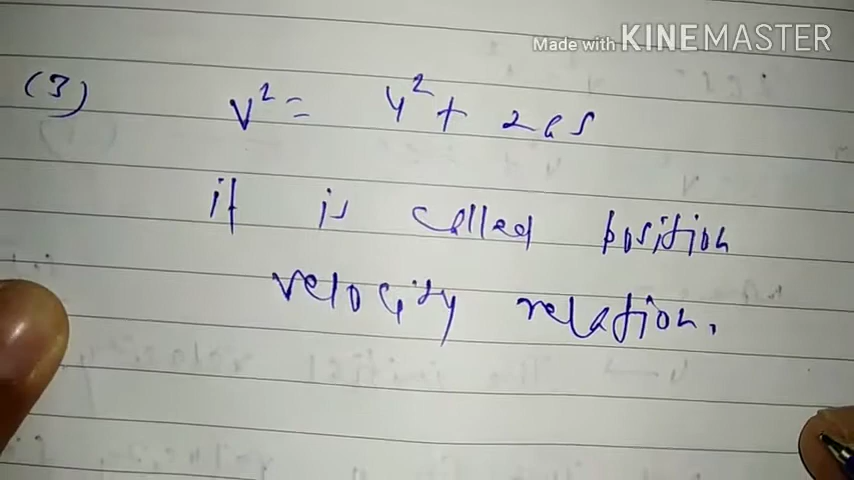 Made with KINEMASTER
(3) v² = u² + 2as
it is called position
velocity relation.